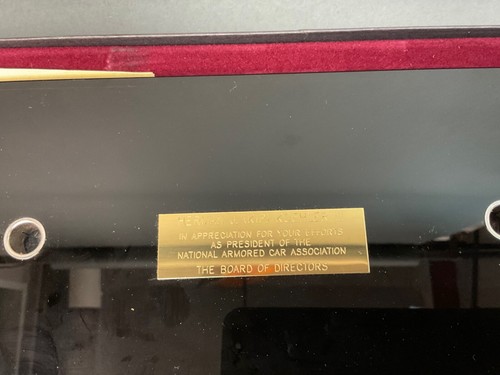 IN APPRECIATION FOR YOUR EFFORTS
AS PRESIDENT OF THE
NATIONAL ARMORED CAR ASSOCIATION
THE BOARD OF DIRECTORS